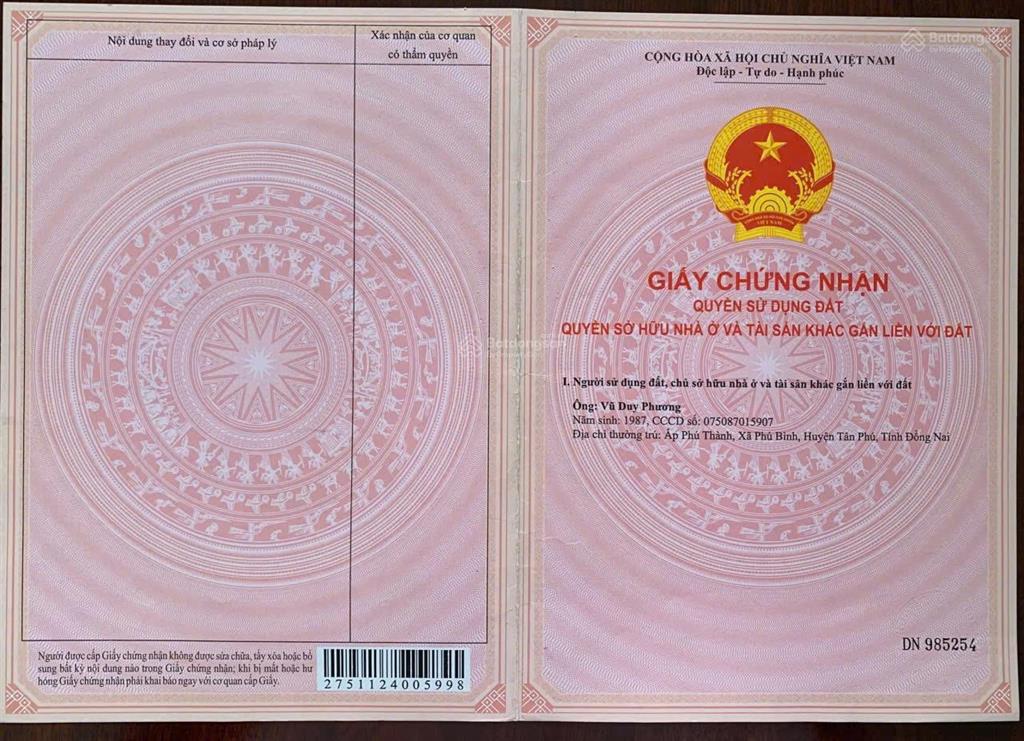 Nội dung thay đổi và cơ sở pháp lý
Xác nhận của cơ quan
có thẩm quyền
Người được cấp Giấy chứng nhận không được sửa chữa, tẩy xóa hoặc bổ
sung bất kỳ nội dung nào trong Giấy chứng nhận; khi bị mất hoặc hư
hỏng Giấy chứng nhận phải khai báo ngay với cơ quan cấp Giấy.
2751124005998
Batdongsan
by PropertyGuru
CỘNG HÒA XÃ HỘI CHỦ NGHĨA VIỆT NAM
Độc lập - Tự do - Hạnh phúc
VIỆT NAM
GIẤY CHỨNG NHẬN
QUYỀN SỬ DỤNG ĐẤT
QUYỀN SỞ HỮU NHÀ Ở VÀ TÀI SẢN KHÁC GẮN LIỀN VỚI ĐẤT
Batdongsan
I. Người sử dụng đất, chủ sở hữu nhà ở và tài sản khác gắn liền với đất
Ông: Vũ Duy Phương
Năm sinh: 1987, CCCD số: 075087015907
Địa chỉ thường trú: Ấp Phú Thành, Xã Phú Bình, Huyện Tân Phú, Tỉnh Đồng Nai
DN 985254